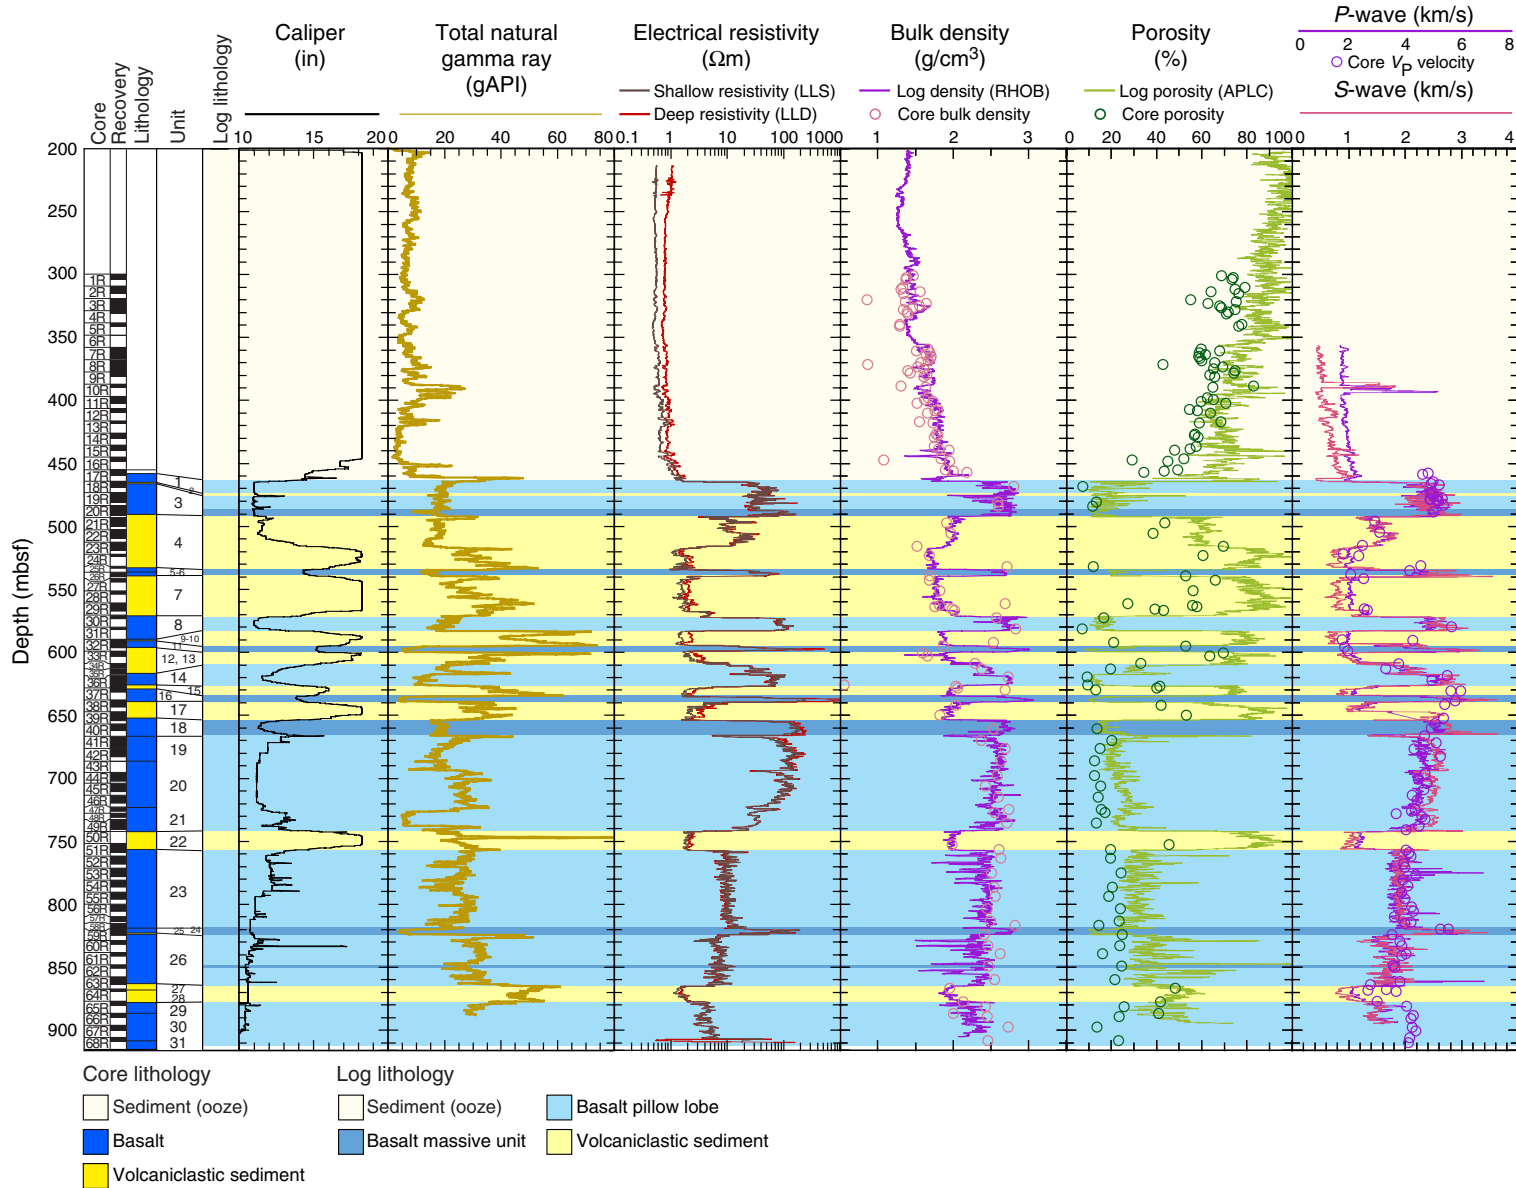 Caliper
(in)
Total natural
gamma ray
(gAPI)
Electrical resistivity
(Ωm)
Shallow resistivity (LLS)
Deep resistivity (LLD)
Bulk density
(g/cm3)
Log density (RHOB)
Core bulk density
Porosity
(%)
Log porosity (APLC)
Core porosity
P-wave (km/s)
0 2 4 6 8
Core VP velocity
S-wave (km/s)
Core
Recovery
Lithology
Unit
Log lithology
10 15 20
0 20 40 60 80
0.1 1 10 100 1000
1 2 3
0 20 40 60 80 100
0 1 2 3 4
Depth (mbsf)
200
250
300
350
400
450
500
550
600
650
700
750
800
850
900
1R
2R
3R
4R
5R
6R
7R
8R
9R
10R
11R
12R
13R
14R
15R
16R
17R
18R
19R
20R
21R
22R
23R
24R
27R
28R
29R
30R
31R
32R
33R
36R
37R
38R
39R
40R
41R
42R
43R
44R
45R
46R
49R
50R
51R
52R
53R
54R
55R
56R
57R
59R
60R
61R
62R
63R
64R
65R
66R
67R
68R
1
3
4
5-6
7
8
9-10
11
12, 13
14
15
16
17
18
19
20
21
22
23
24
25
26
27
28
29
30
31
Core lithology
Sediment (ooze)
Basalt
Volcaniclastic sediment
Log lithology
Sediment (ooze)
Basalt massive unit
Basalt pillow lobe
Volcaniclastic sediment